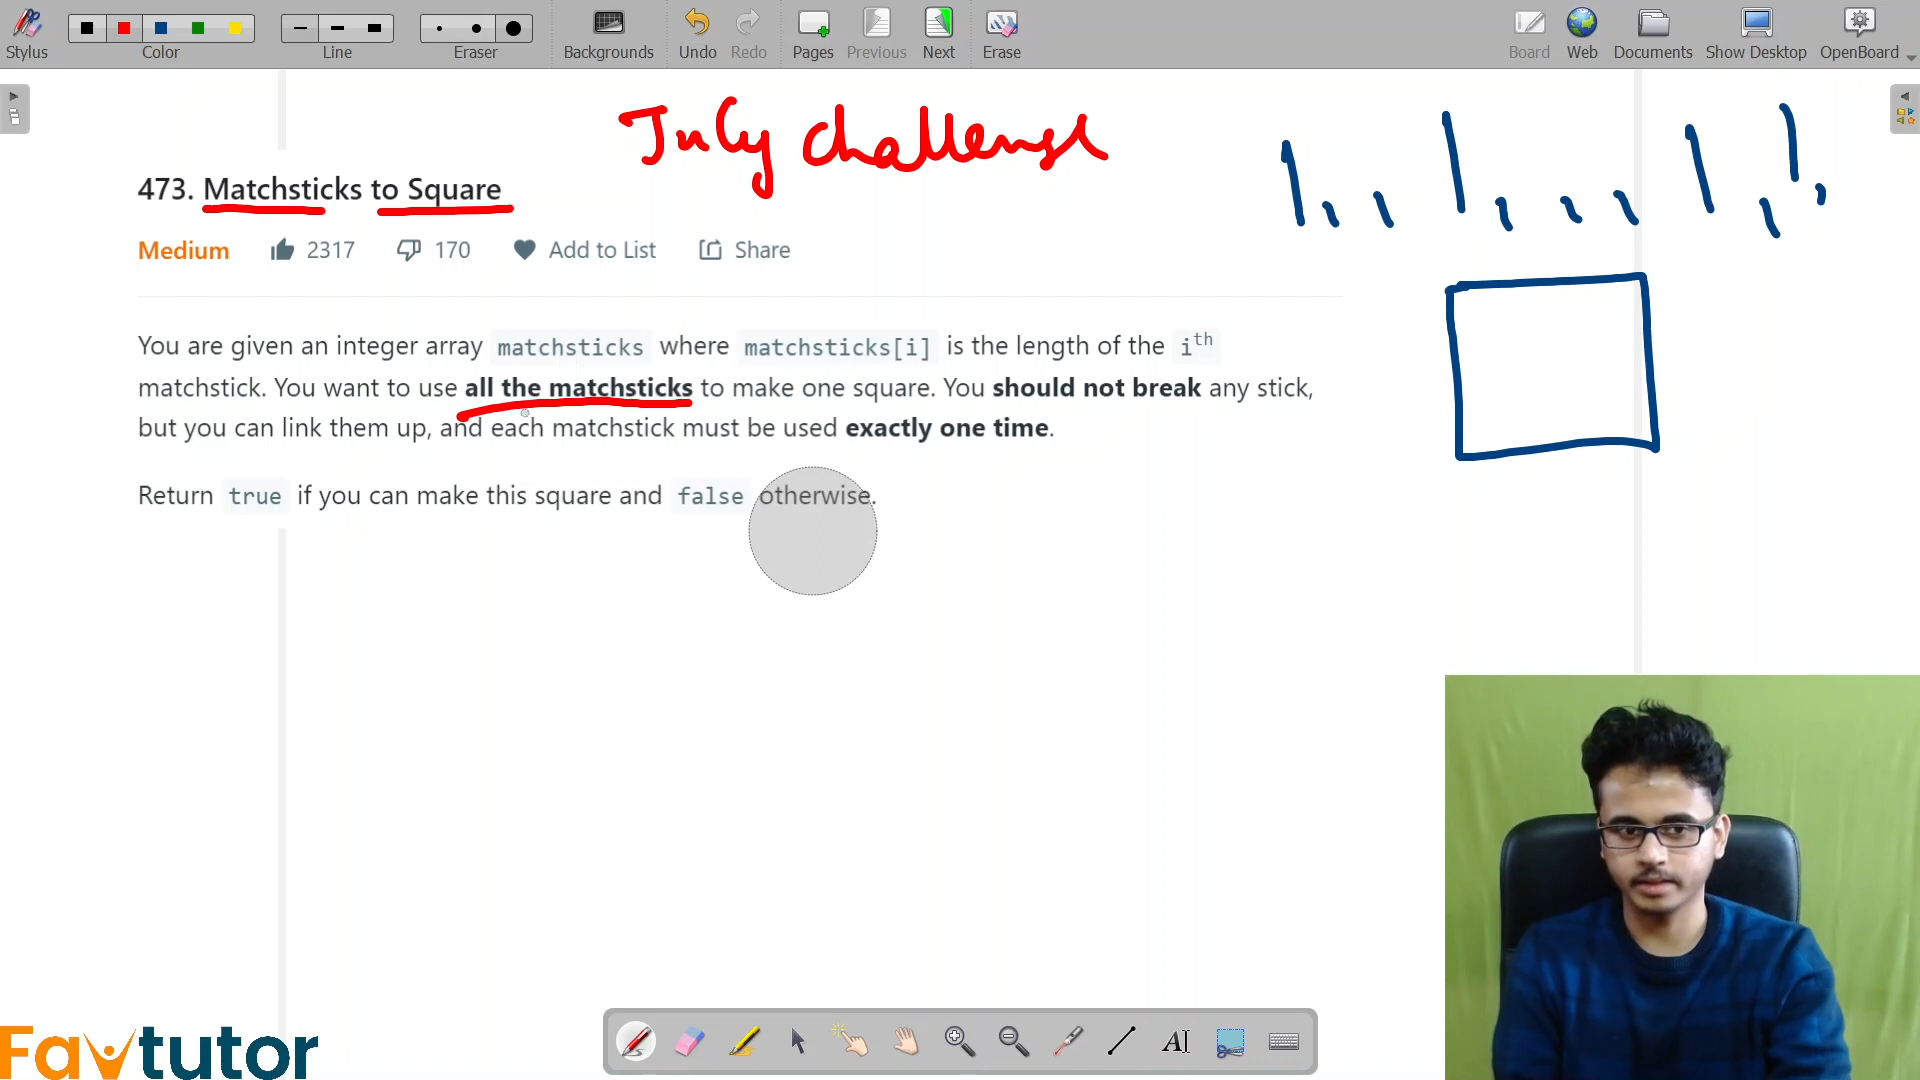 Stylus
Color
Line
Eraser
Backgrounds
Undo
Redo
Pages
Previous
Next
Erase
Board
Web
Documents
Show Desktop
OpenBoard
July challenge
473. Matchsticks to Square
Medium 2317 170 Add to List Share
You are given an integer array matchsticks where matchsticks[i] is the length of the ith
matchstick. You want to use all the matchsticks to make one square. You should not break any stick,
but you can link them up, and each matchstick must be used exactly one time.
Return true if you can make this square and false otherwise.
Favtutor
AI